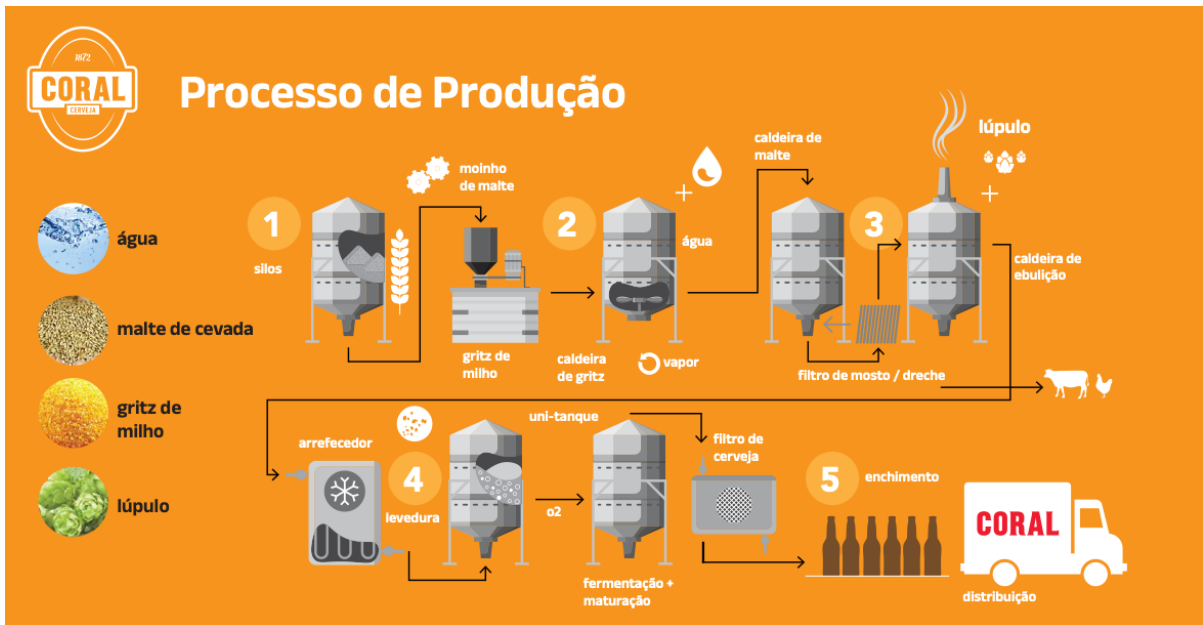 1872
CORAL
CERVEJA
Processo de Produção
água
malte de cevada
gritz de
milho
lúpulo
1
silos
moinho
de malte
gritz de
milho
2
caldeira
de gritz
água
vapor
caldeira de
malte
3
filtro de mosto / dreche
lúpulo
caldeira de
ebulição
arrefecedor
4
levedura
o2
uni-tanque
fermentação +
maturação
filtro de
cerveja
5
enchimento
CORAL
distribuição